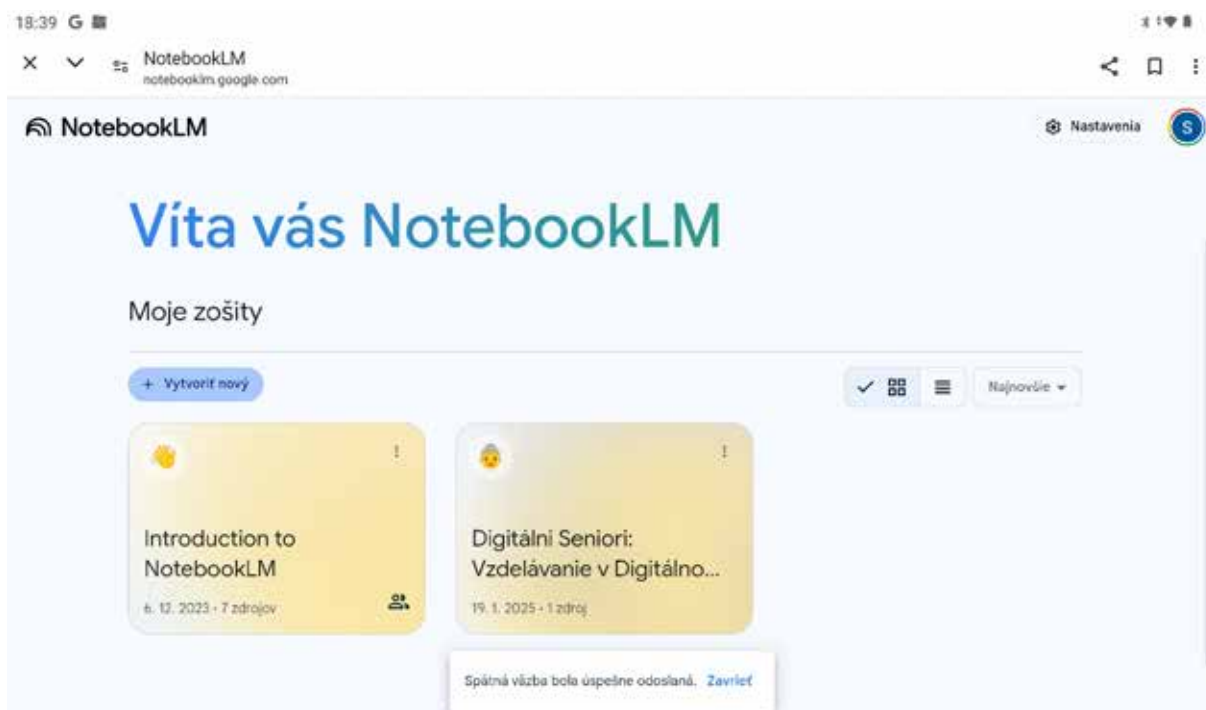 18:39 G
NotebookLM
notebooklm.google.com
NotebookLM
Nastavenia
S
Víta vás NotebookLM
Moje zošity
+ Vytvoriť nový
Najnovšie
Introduction to
NotebookLM
6. 12. 2023 • 7 zdrojov
Digitálni Seniori:
Vzdelávanie v Digitálno...
19. 1. 2025 • 1 zdroj
Spätná väzba bola úspešne odoslaná. Zavrieť